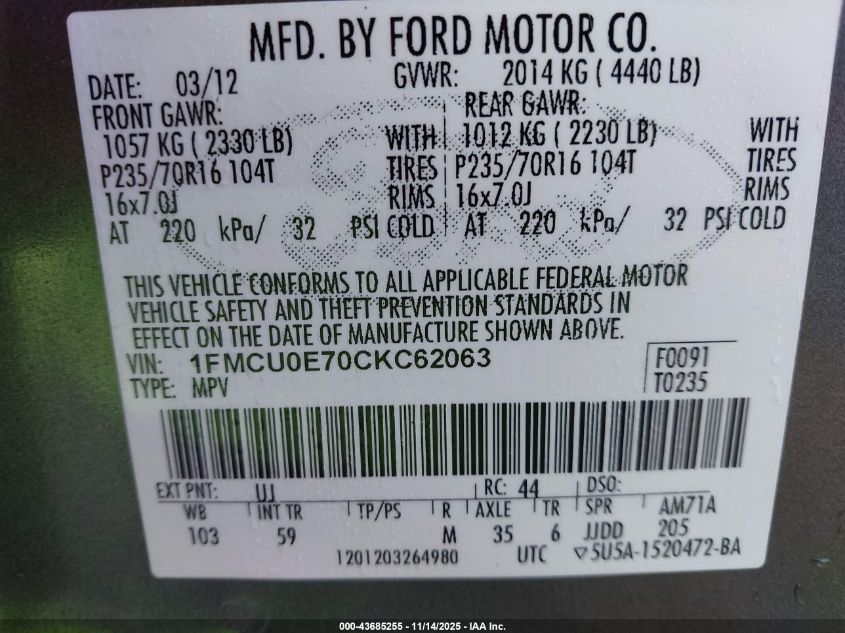 MFD. BY FORD MOTOR CO.
DATE: 03/12 GVWR: 2014 KG ( 4440 LB)
FRONT GAWR: REAR GAWR:
1057 KG ( 2330 LB) WITH 1012 KG ( 2230 LB) WITH
P235/70R16 104T TIRES P235/70R16 104T TIRES
16x7.0J RIMS 16x7.0J RIMS
AT 220 kPa/ 32 PSI COLD AT 220 kPa/ 32 PSI COLD
THIS VEHICLE CONFORMS TO ALL APPLICABLE FEDERAL MOTOR
VEHICLE SAFETY AND THEFT PREVENTION STANDARDS IN
EFFECT ON THE DATE OF MANUFACTURE SHOWN ABOVE.
VIN: 1FMCU0E70CKC62063 F0091
TYPE: MPV T0235
EXT PNT: UJ RC: 44 DSO:
WB INT TR TP/PS R AXLE TR SPR AM71A
103 59 M 35 6 JJDD 205
1201203264980 UTC ▽5U5A-1520472-BA
000-43685255 - 11/14/2025 - IAA Inc.